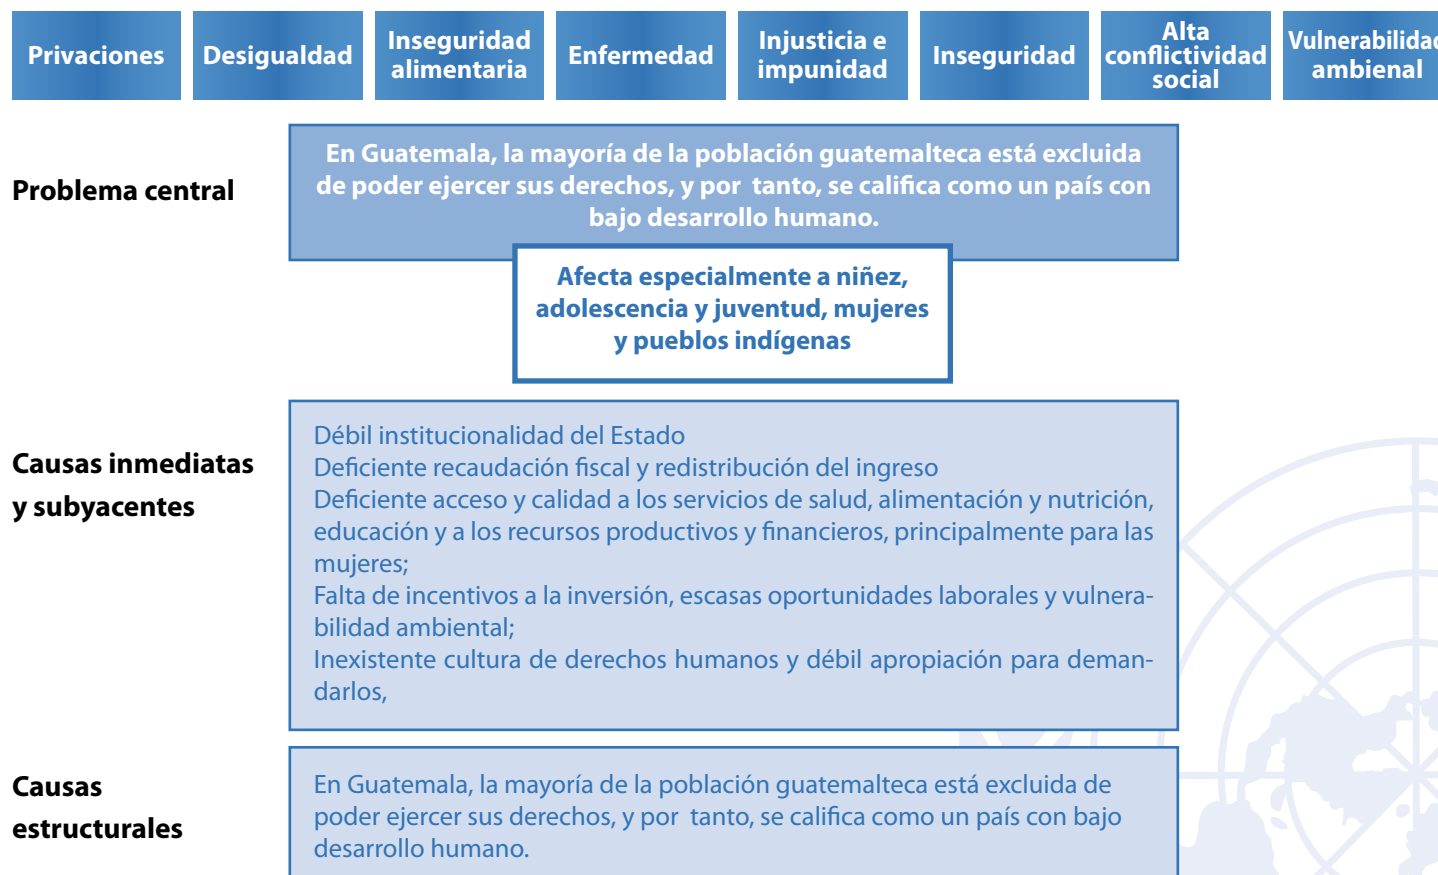 Privaciones
Desigualdad
Inseguridad
alimentaria
Enfermedad
Injusticia e
impunidad
Inseguridad
Alta
conflictividad
social
Vulnerabilidad
ambienal
Problema central
En Guatemala, la mayoría de la población guatemalteca está excluida
de poder ejercer sus derechos, y por tanto, se califica como un país con
bajo desarrollo humano.
Afecta especialmente a niñez,
adolescencia y juventud, mujeres
y pueblos indígenas
Causas inmediatas
y subyacentes
Débil institucionalidad del Estado
Deficiente recaudación fiscal y redistribución del ingreso
Deficiente acceso y calidad a los servicios de salud, alimentación y nutrición,
educación y a los recursos productivos y financieros, principalmente para las
mujeres;
Falta de incentivos a la inversión, escasas oportunidades laborales y vulnera-
bilidad ambiental;
Inexistente cultura de derechos humanos y débil apropiación para deman-
darlos,
Causas
estructurales
En Guatemala, la mayoría de la población guatemalteca está excluida de
poder ejercer sus derechos, y por tanto, se califica como un país con bajo
desarrollo humano.